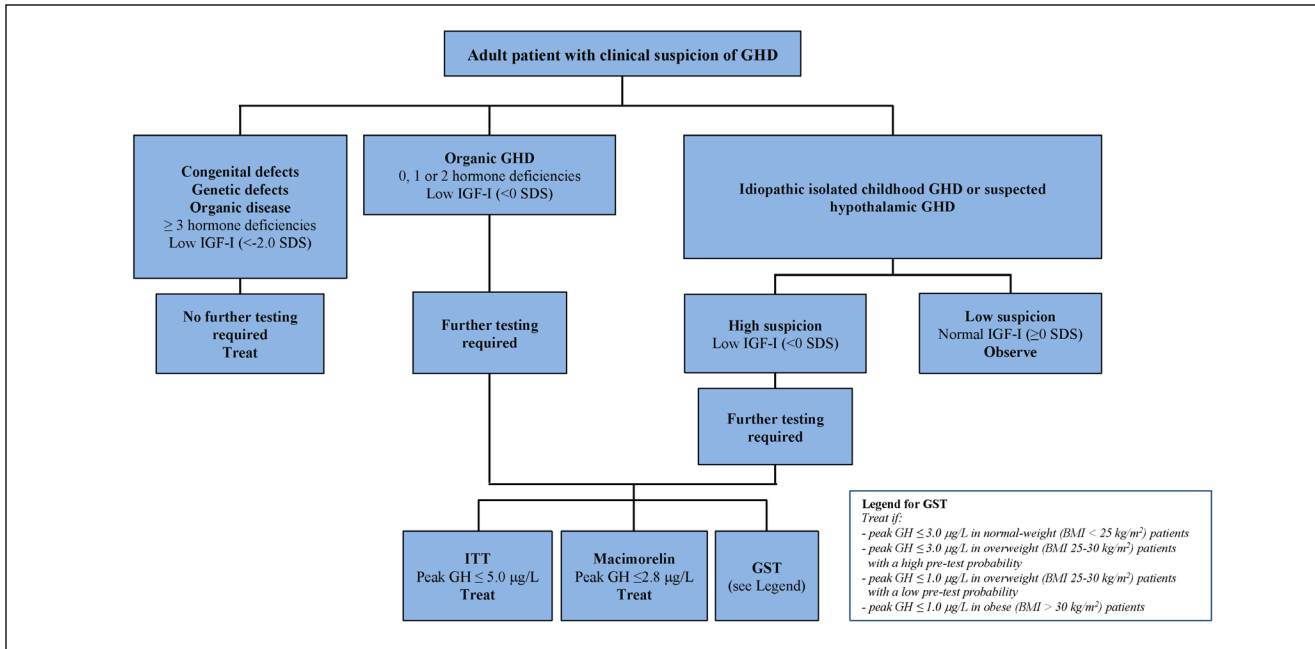 Adult patient with clinical suspicion of GHD
Congenital defects
Genetic defects
Organic disease
≥ 3 hormone deficiencies
Low IGF-I (<-2.0 SDS)
Organic GHD
0, 1 or 2 hormone deficiencies
Low IGF-I (<0 SDS)
Idiopathic isolated childhood GHD or suspected
hypothalamic GHD
No further testing
required
Treat
Further testing
required
High suspicion
Low IGF-I (<0 SDS)
Low suspicion
Normal IGF-I (≥0 SDS)
Observe
Further testing
required
ITT
Peak GH ≤ 5.0 μg/L
Treat
Macimorelin
Peak GH ≤2.8 μg/L
Treat
GST
(see Legend)
Legend for GST
Treat if:
- peak GH ≤ 3.0 μg/L in normal-weight (BMI < 25 kg/m²) patients
- peak GH ≤ 3.0 μg/L in overweight (BMI 25-30 kg/m²) patients
with a high pre-test probability
- peak GH ≤ 1.0 μg/L in overweight (BMI 25-30 kg/m²) patients
with a low pre-test probability
- peak GH ≤ 1.0 μg/L in obese (BMI > 30 kg/m²) patients